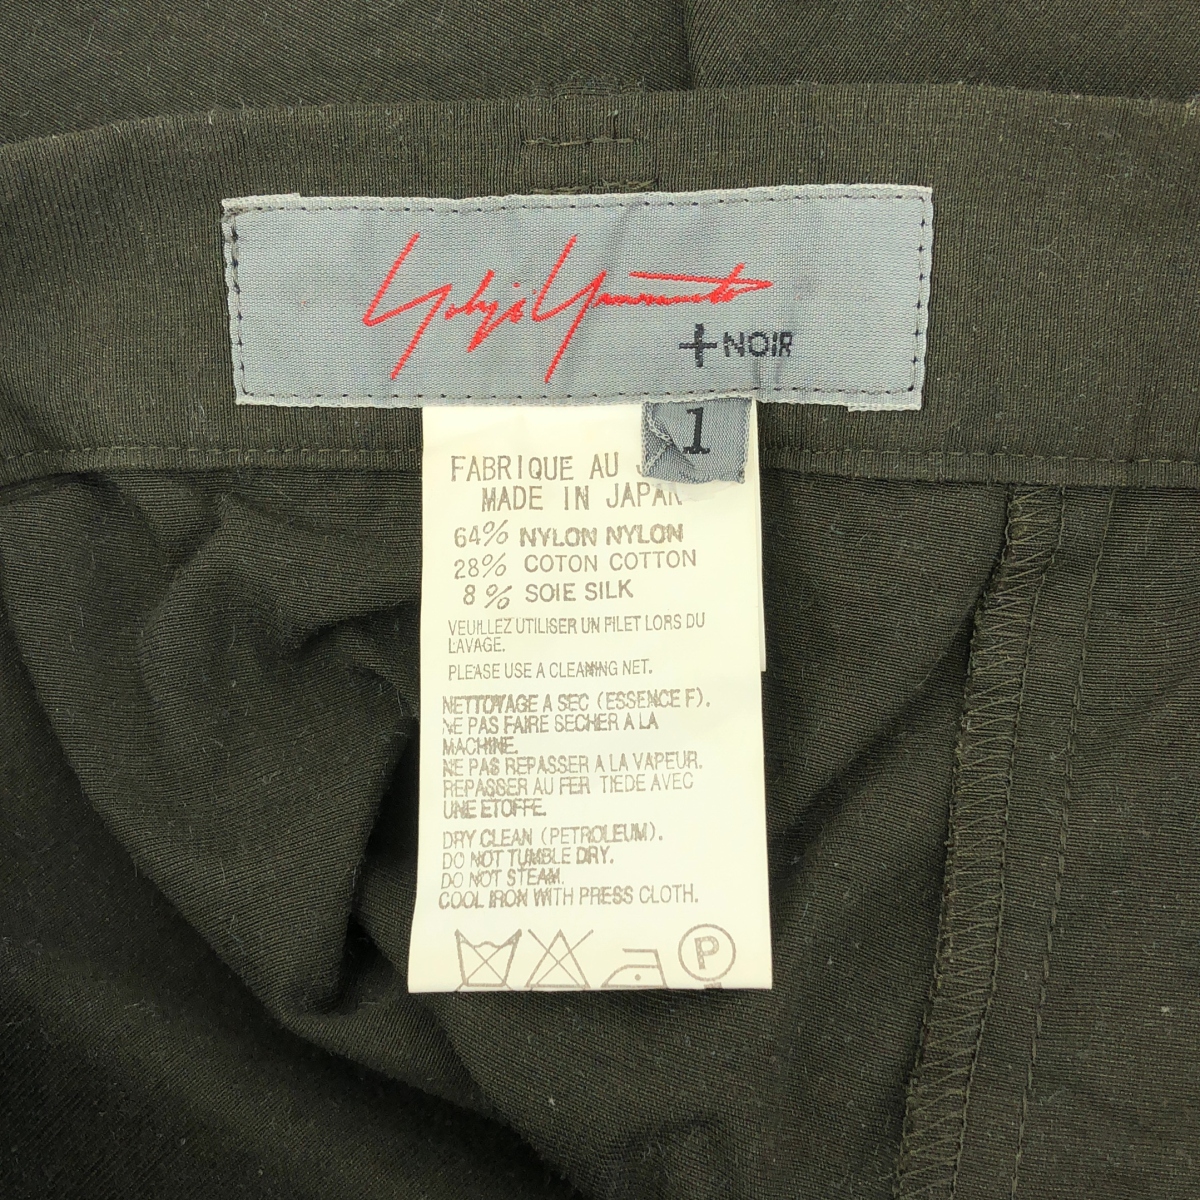 Yohji Yamamoto
+NOIR
1
FABRIQUE AU
MADE IN JAPAN
64% NYLON NYLON
28% COTON COTTON
8% SOIE SILK
VEUILLEZ UTILISER UN FILET LORS DU
LAVAGE.
PLEASE USE A CLEANING NET.
NETTOYAGE A SEC (ESSENCE F).
NE PAS FAIRE SECHER A LA
MACHINE.
NE PAS REPASSER A LA VAPEUR.
REPASSER AU FER TIEDE AVEC
UNE ETOFFE.
DRY CLEAN (PETROLEUM).
DO NOT TUMBLE DRY.
DO NOT STEAM.
COOL IRON WITH PRESS CLOTH.
P